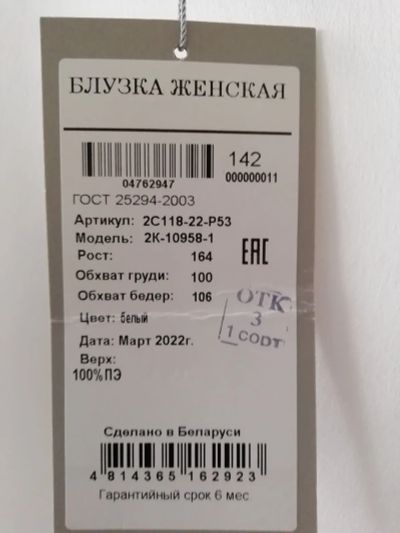 БЛУЗКА ЖЕНСКАЯ
142
04762947 000000011
ГОСТ 25294-2003
Артикул: 2С118-22-Р53
Модель: 2К-10958-1
Рост: 164
ЕАС
Обхват груди: 100
Обхват бедер: 106
ОТК
3
1 СОРТ
Цвет: белый
Дата: Март 2022г.
Верх:
100%ПЭ
Сделано в Беларуси
4 814365 162923
Гарантийный срок 6 мес